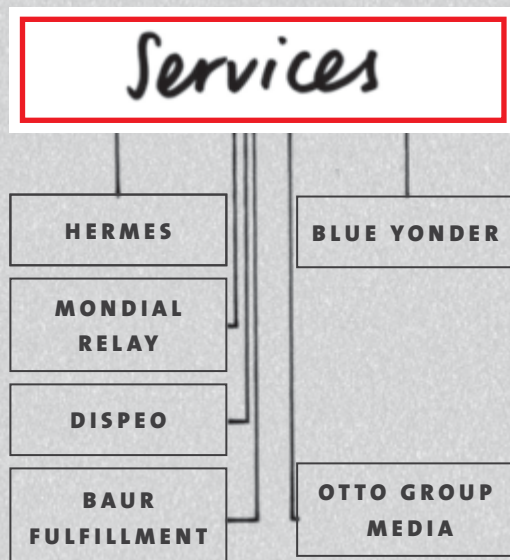 Services
HERMES
BLUE YONDER
MONDIAL
RELAY
DISPEO
BAUR
FULFILLMENT
OTTO GROUP
MEDIA